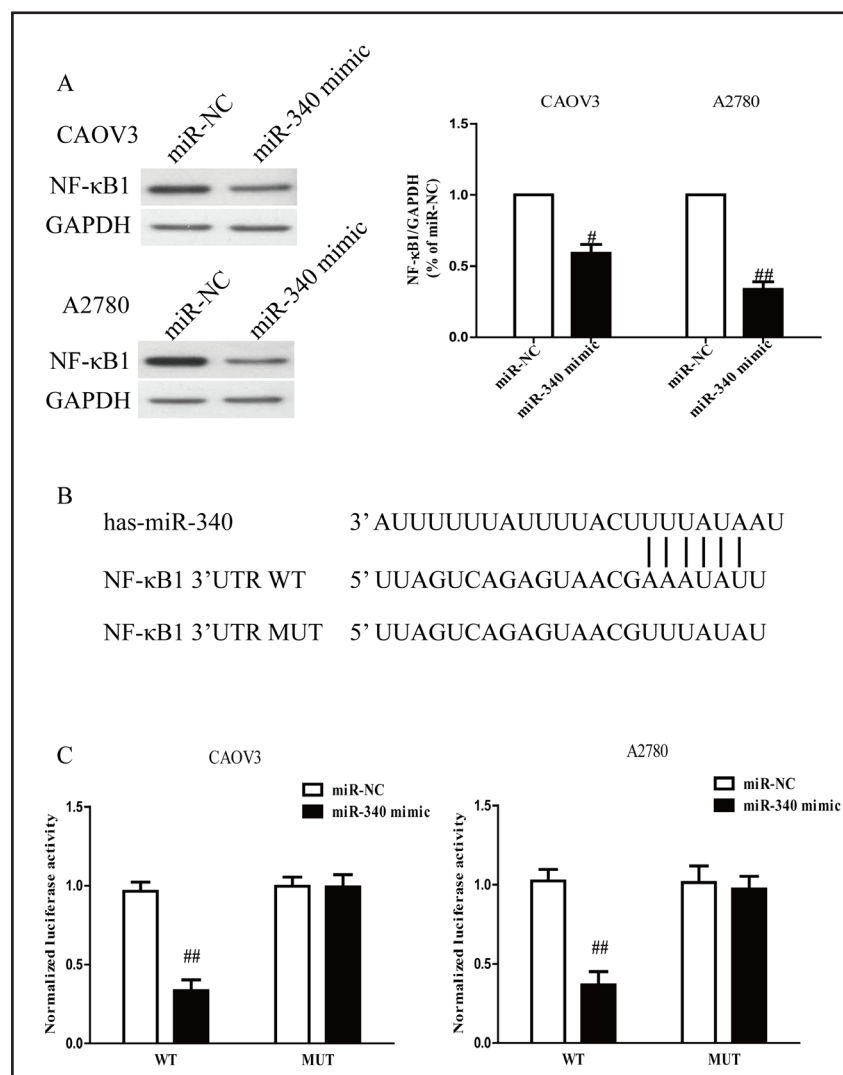 A
CAOV3
miR-NC
miR-340 mimic
NF-κB1
GAPDH
A2780
miR-NC
miR-340 mimic
NF-κB1
GAPDH
CAOV3
A2780
NF-κB1/GAPDH
(% of miR-NC)
1.5
1.0
0.5
0.0
#
##
miR-NC
miR-340 mimic
miR-NC
miR-340 mimic
B
has-miR-340 3’ AUUUUUUAUUUUACUUUUAUAAU
NF-κB1 3’UTR WT 5’ UUAGUCAGAGUAACGAAAUAUU
NF-κB1 3’UTR MUT 5’ UUAGUCAGAGUAACGUUUAUAU
C
CAOV3
miR-NC
miR-340 mimic
Normalized luciferase activity
1.5
1.0
0.5
0.0
##
WT MUT
A2780
miR-NC
miR-340 mimic
Normalized luciferase activity
1.5
1.0
0.5
0.0
##
WT MUT